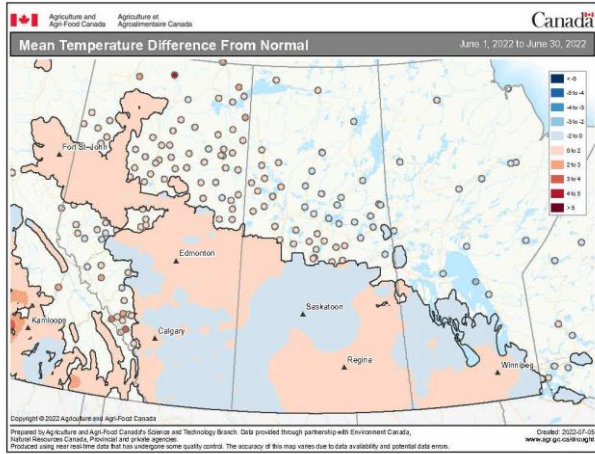 Agriculture and
Agri-Food Canada
Agriculture et
Agroalimentaire Canada
Canada
Mean Temperature Difference From Normal
June 1, 2022 to June 30, 2022
< -5
-5 to -4
-4 to -3
-3 to -2
-2 to 0
0 to 2
2 to 3
3 to 4
4 to 5
> 5
Fort St-John
Edmonton
Saskatoon
Kamloops
Calgary
Regina
Winnipeg
Copyright © 2022 Agriculture and Agri-Food Canada
Prepared by Agriculture and Agri-Food Canada's Science and Technology Branch. Data provided through partnership with Environment Canada,
Natural Resources Canada, Provincial and private agencies.
Produced using near real-time data that has undergone some quality control. The accuracy of this map varies due to data availability and potential data errors.
Created: 2022-07-05
www.agr.gc.ca/drought